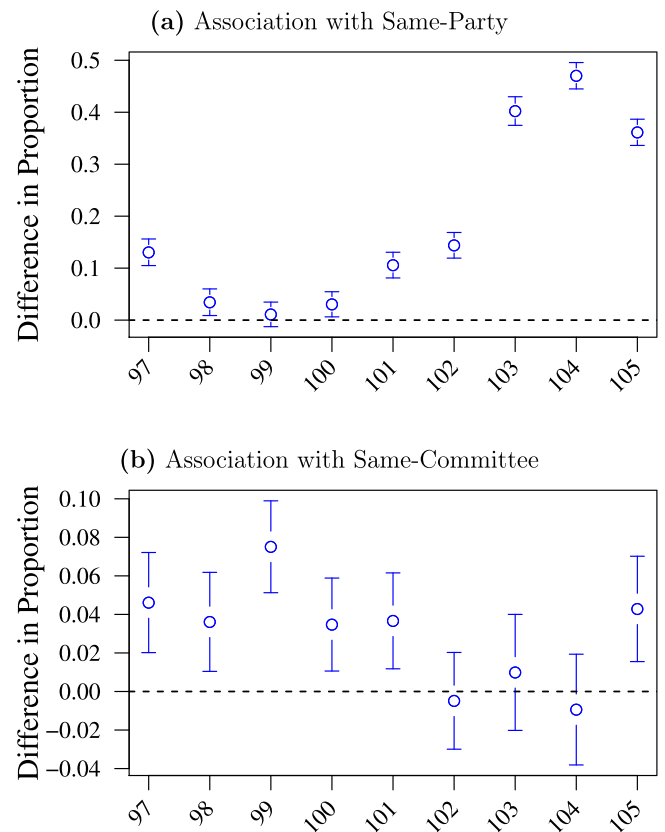 (a) Association with Same-Party
Difference in Proportion
0.5
0.4
0.3
0.2
0.1
0.0
97 98 99 100 101 102 103 104 105
(b) Association with Same-Committee
Difference in Proportion
0.10
0.08
0.06
0.04
0.02
0.00
−0.02
−0.04
97 98 99 100 101 102 103 104 105